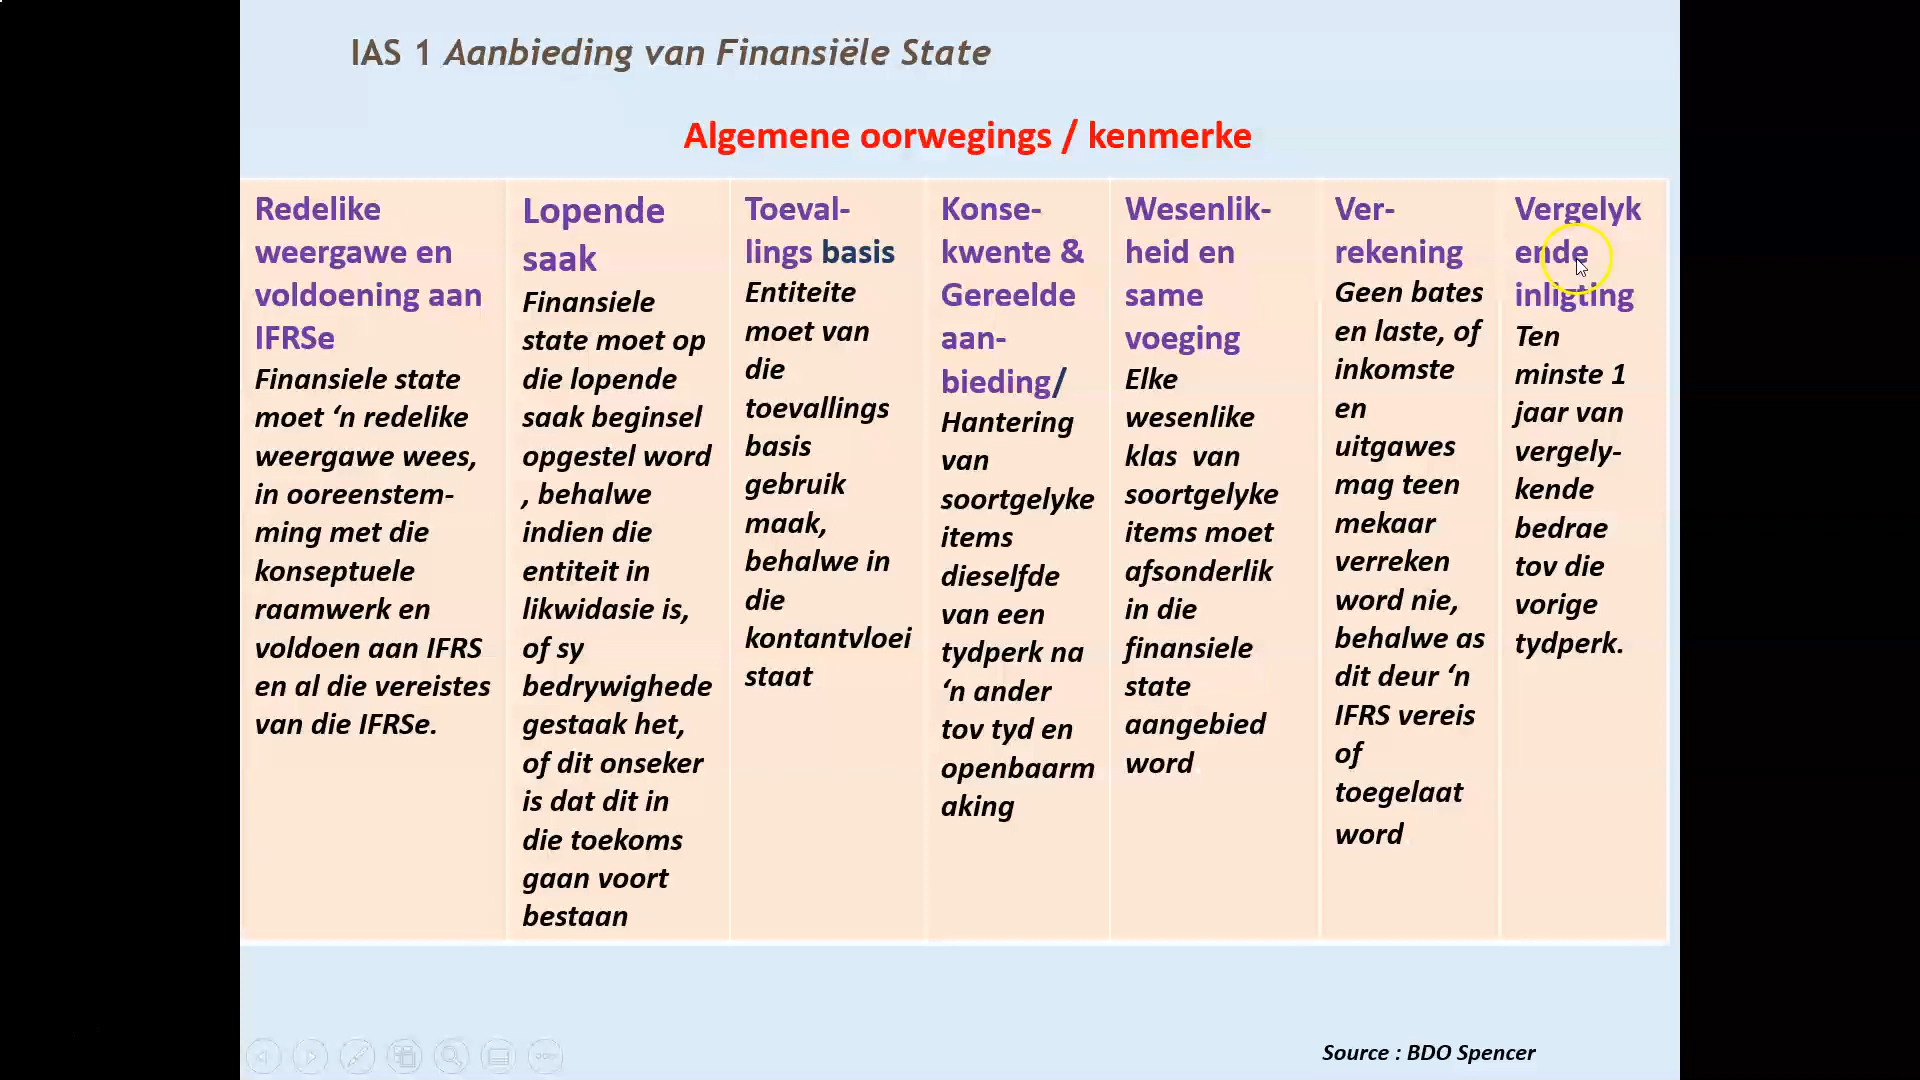 IAS 1 Aanbieding van Finansiële State
Algemene oorwegings / kenmerke
Redelike
weergawe en
voldoening aan
IFRSe
Finansiele state
moet ‘n redelike
weergawe wees,
in ooreenstem-
ming met die
konseptuele
raamwerk en
voldoen aan IFRS
en al die vereistes
van die IFRSe.
Lopende
saak
Finansiele
state moet op
die lopende
saak beginsel
opgestel word
, behalwe
indien die
entiteit in
likwidasie is,
of sy
bedrywighede
gestaak het,
of dit onseker
is dat dit in
die toekoms
gaan voort
bestaan
Toeval-
lings basis
Entiteite
moet van
die
toevallings
basis
gebruik
maak,
behalwe in
die
kontantvloei
staat
Konse-
kwente &
Gereelde
aan-
bieding/
Hantering
van
soortgelyke
items
dieselfde
van een
tydperk na
‘n ander
tov tyd en
openbaarm
aking
Wesenlik-
heid en
same
voeging
Elke
wesenlike
klas van
soortgelyke
items moet
afsonderlik
in die
finansiele
state
aangebied
word
Ver-
rekening
Geen bates
en laste, of
inkomste
en
uitgawes
mag teen
mekaar
verreken
word nie,
behalwe as
dit deur ‘n
IFRS vereis
of
toegelaat
word
Vergelyk
ende
inligting
Ten
minste 1
jaar van
vergely-
kende
bedrae
tov die
vorige
tydperk.
Source : BDO Spencer